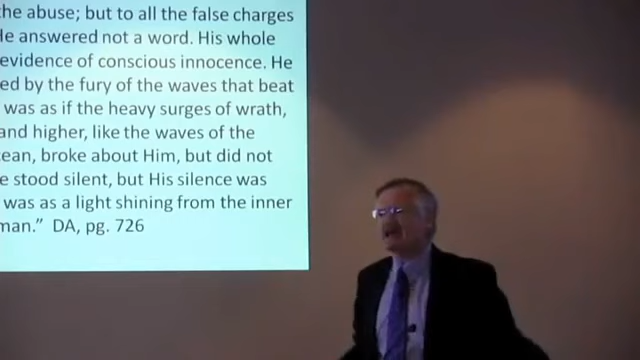 the abuse; but to all the false charges
He answered not a word. His whole
evidence of conscious innocence. He
ed by the fury of the waves that beat
was as if the heavy surges of wrath,
and higher, like the waves of the
ean, broke about Him, but did not
e stood silent, but His silence was
was as a light shining from the inner
man.” DA, pg. 726